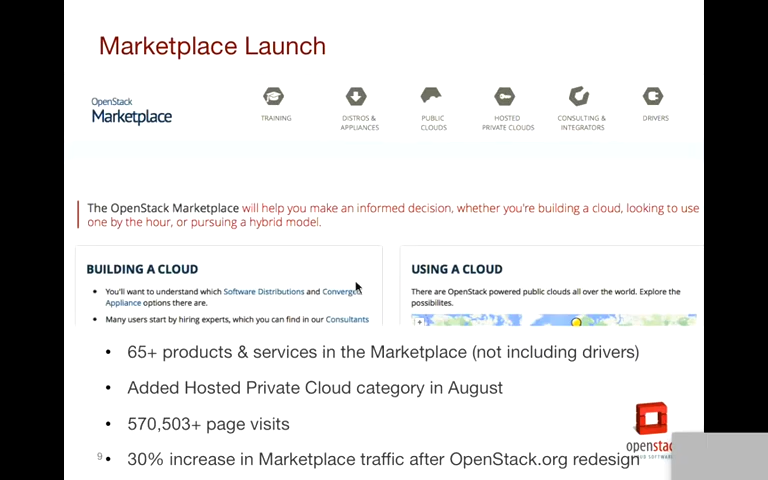 Marketplace Launch
OpenStack
Marketplace
TRAINING
DISTROS &
APPLIANCES
PUBLIC
CLOUDS
HOSTED
PRIVATE CLOUDS
CONSULTING &
INTEGRATORS
DRIVERS
The OpenStack Marketplace will help you make an informed decision, whether you're building a cloud, looking to use
one by the hour, or pursuing a hybrid model.
BUILDING A CLOUD
• You'll want to understand which Software Distributions and
Appliance options there are.
• Many users start by hiring experts, which you can find in our Consultants
USING A CLOUD
There are OpenStack powered public clouds all over the world. Explore the
possibilites.
• 65+ products & services in the Marketplace (not including drivers)
• Added Hosted Private Cloud category in August
• 570,503+ page visits
• 30% increase in Marketplace traffic after OpenStack.org redesign
9